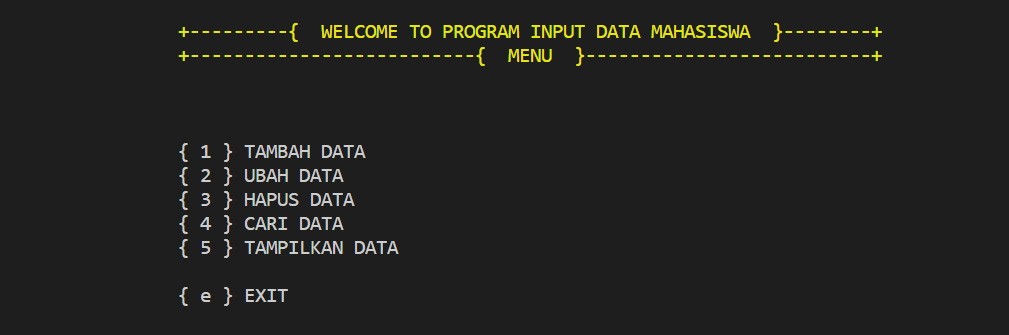 +---------{  WELCOME TO PROGRAM INPUT DATA MAHASISWA  }--------+
+--------------------------{  MENU  }--------------------------+
{ 1 } TAMBAH DATA
{ 2 } UBAH DATA
{ 3 } HAPUS DATA
{ 4 } CARI DATA
{ 5 } TAMPILKAN DATA
{ e } EXIT